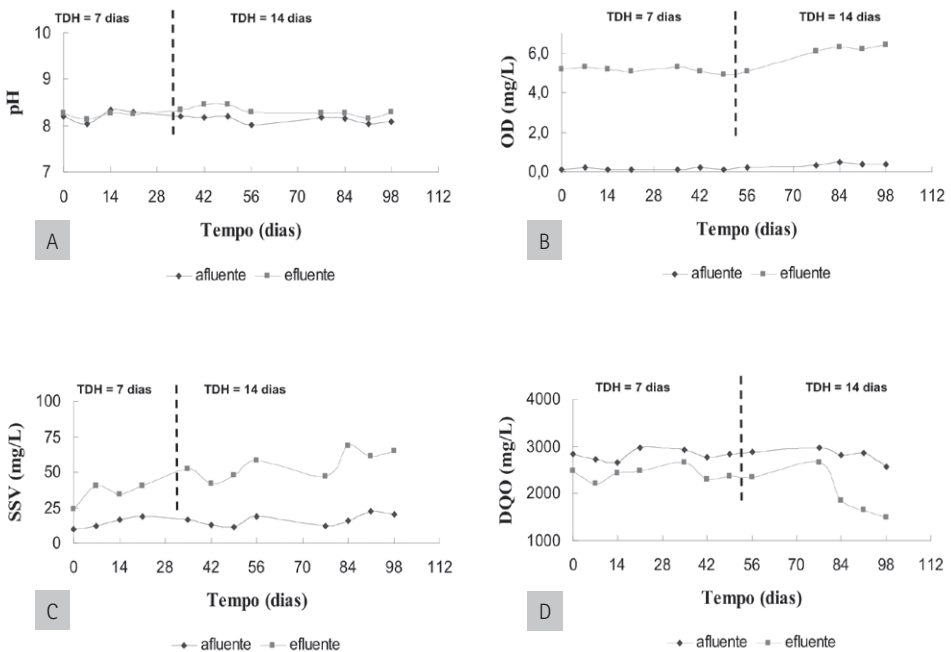 TDH = 7 dias TDH = 14 dias
10
9
8
7
pH
0 14 28 42 56 70 84 98 112
Tempo (dias)
A
afluente efluente
TDH = 7 dias TDH = 14 dias
6,0
4,0
2,0
0,0
OD (mg/L)
0 14 28 42 56 70 84 98 112
Tempo (dias)
B
afluente efluente
TDH = 7 dias TDH = 14 dias
100
75
50
25
0
SSV (mg/L)
0 14 28 42 56 70 84 98 112
Tempo (dias)
C
afluente efluente
TDH = 7 dias TDH = 14 dias
4000
3000
2000
1000
DQO (mg/L)
0 14 28 42 56 70 84 98 112
Tempo (dias)
D
afluente efluente